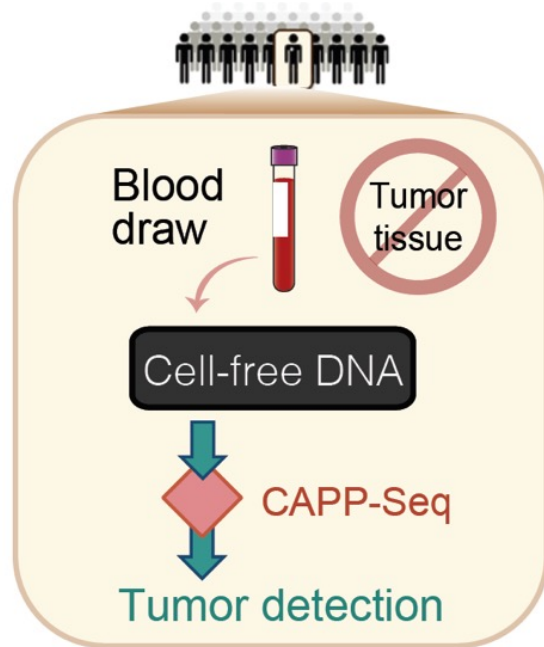 Blood
draw
Tumor
tissue
Cell-free DNA
CAPP-Seq
Tumor detection